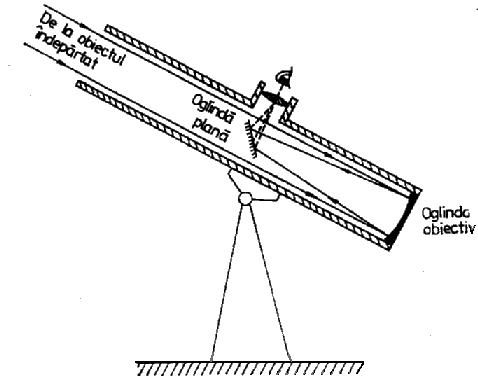 De la obiectul
îndepărtat
Oglindă
plană
Oglinda
obiectiv